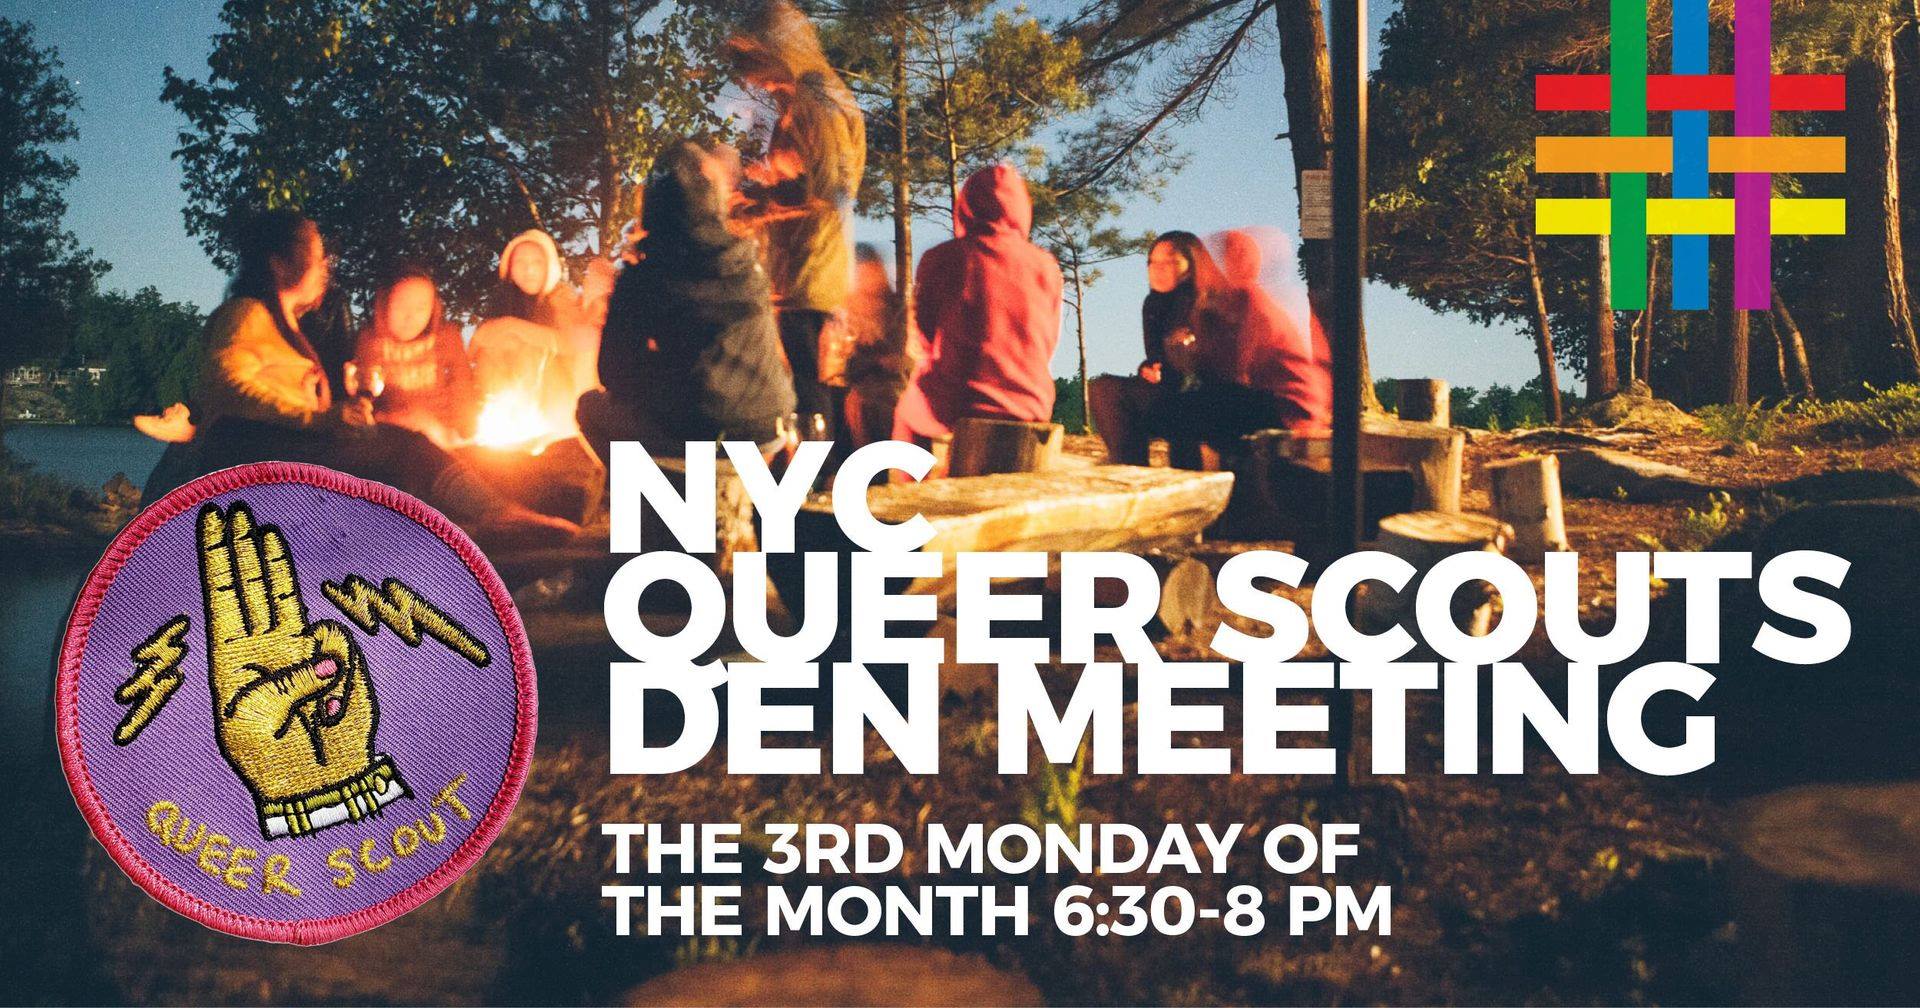 NYC
QUEER SCOUTS
DEN MEETING
THE 3RD MONDAY OF
THE MONTH 6:30-8 PM
QUEER SCOUT